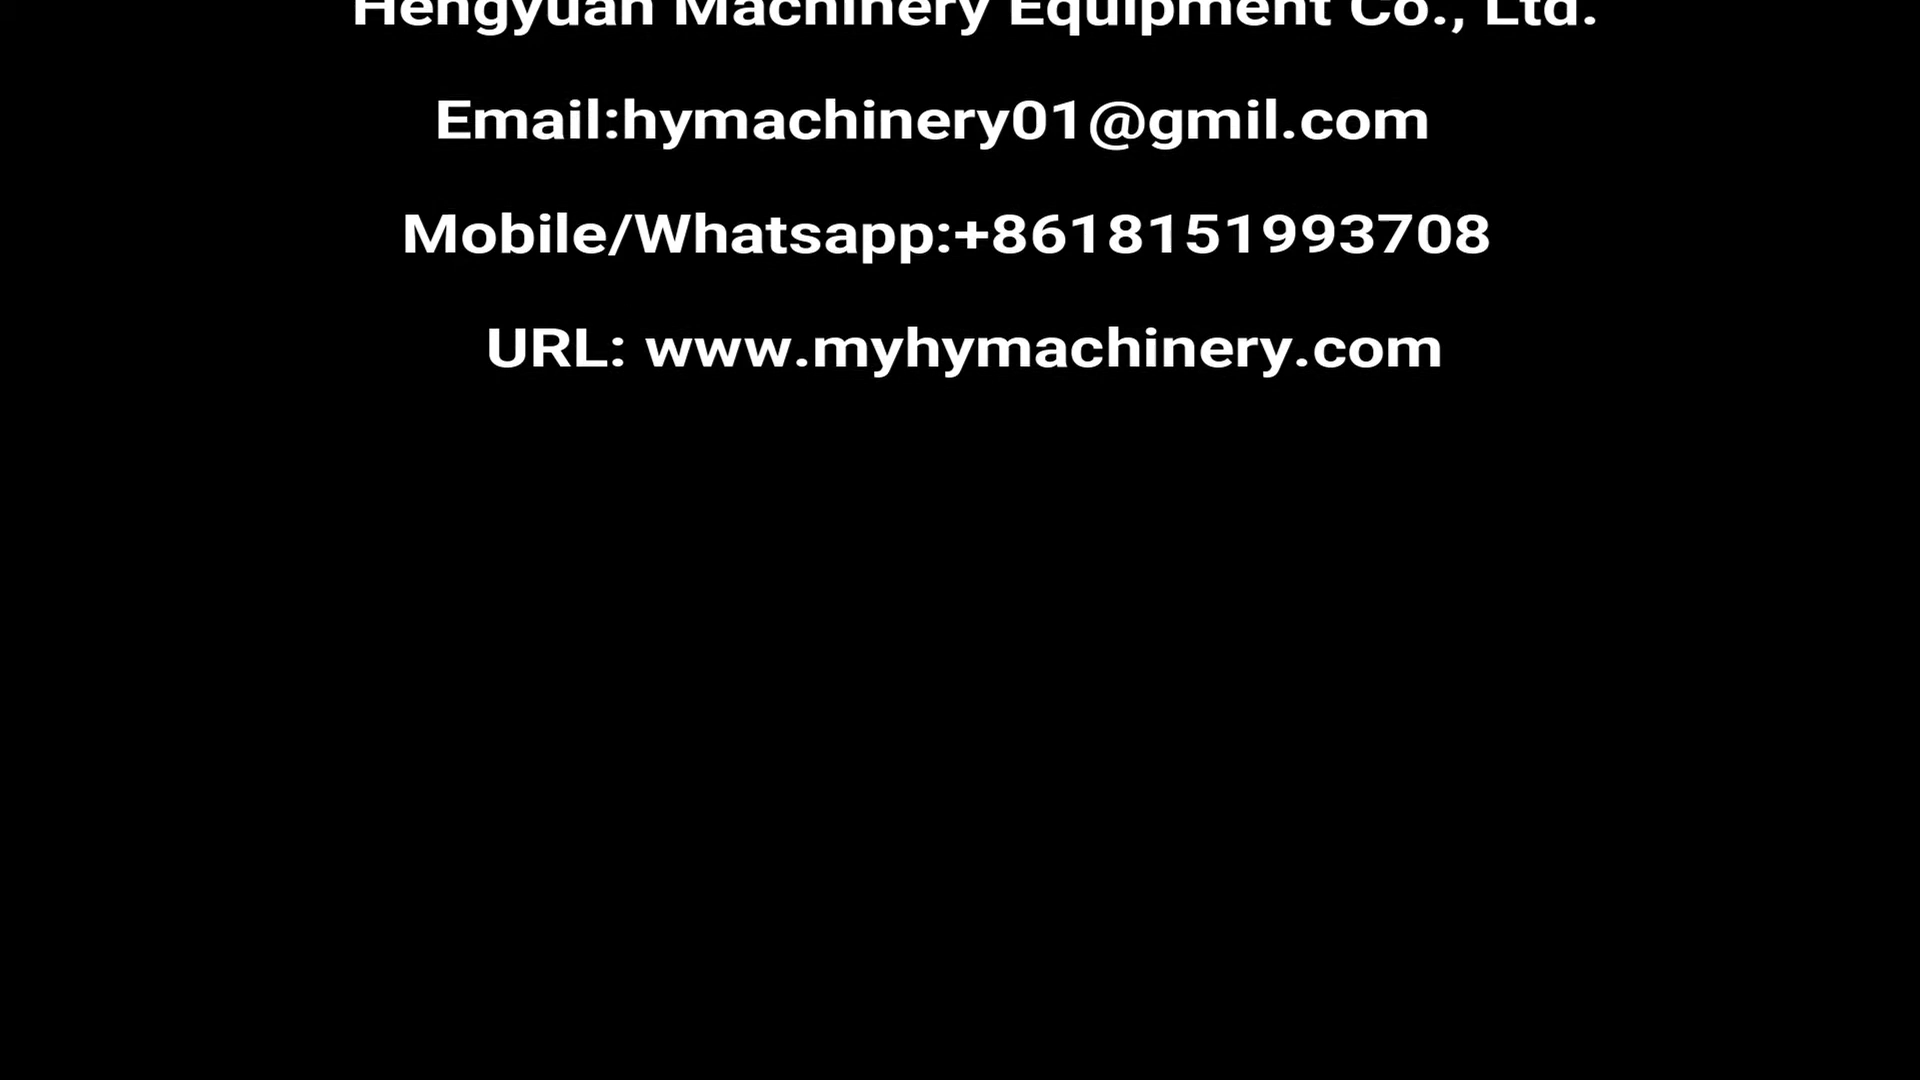 Hengyuan Machinery Equipment Co., Ltd.
Email:hymachinery01@gmil.com
Mobile/Whatsapp:+8618151993708
URL: www.myhymachinery.com